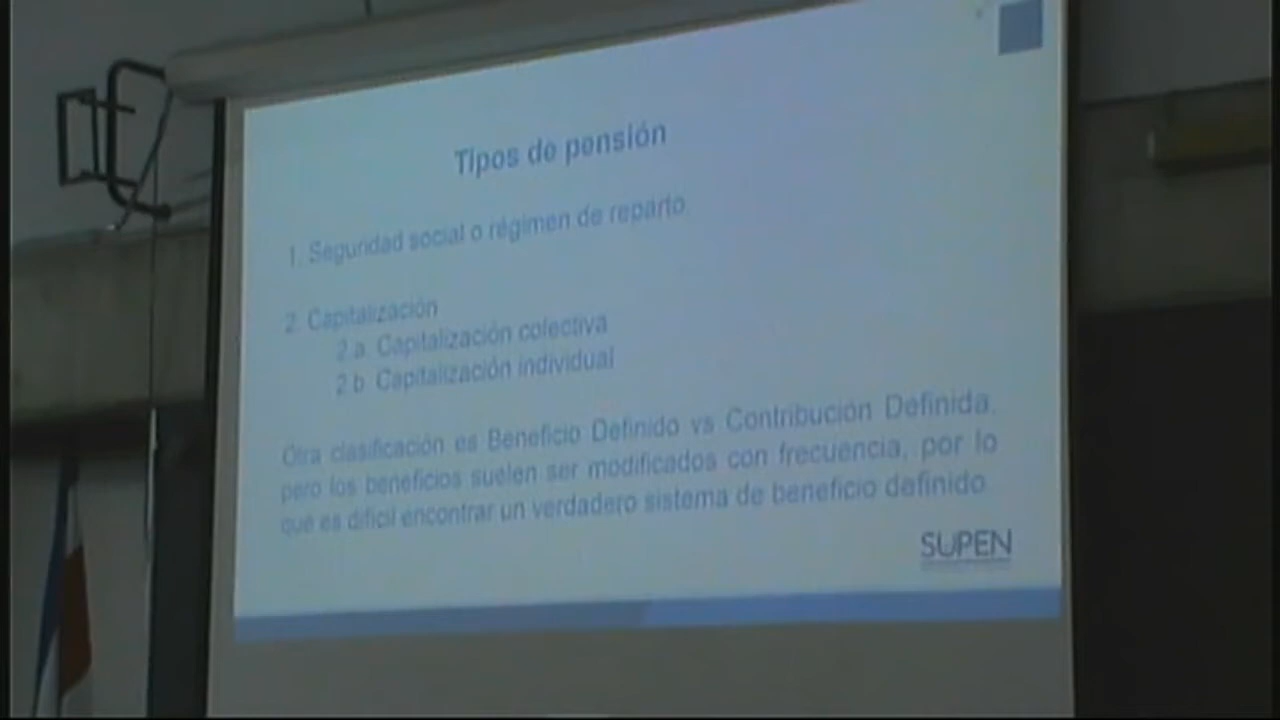 Tipos de pensión
1. Seguridad social o régimen de reparto.
2. Capitalización
2.a. Capitalización colectiva
2.b. Capitalización individual
Otra clasificación es Beneficio Definido vs Contribución Definida,
pero los beneficios suelen ser modificados con frecuencia, por lo
que es difícil encontrar un verdadero sistema de beneficio definido.
SUPEN